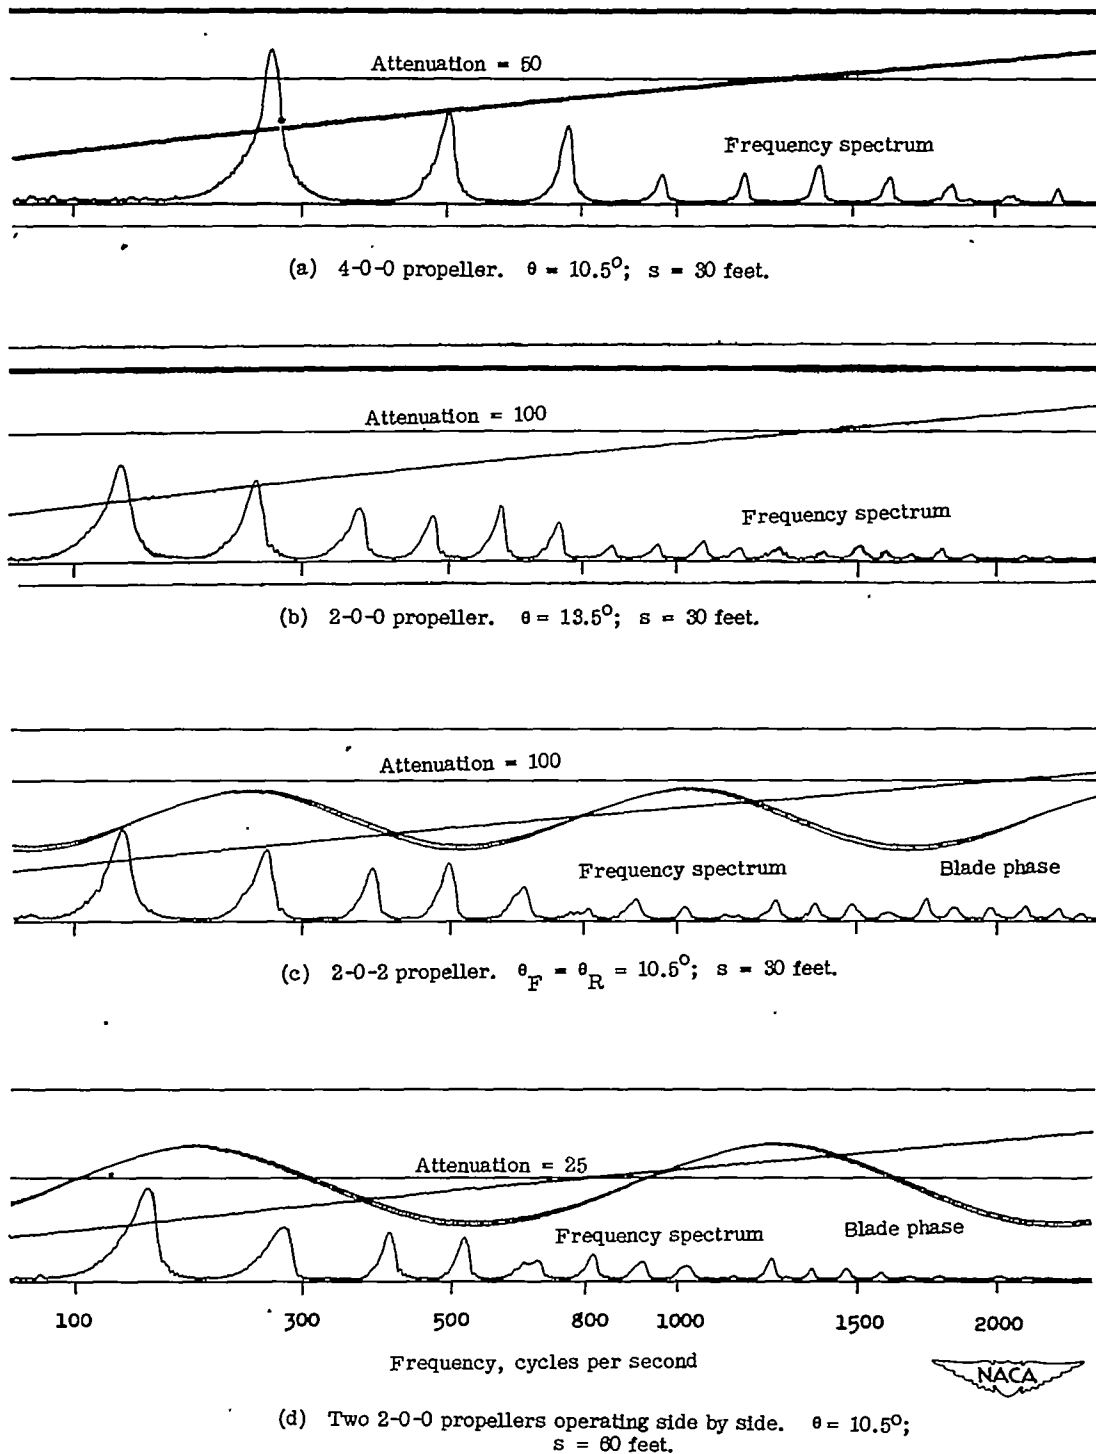 Attenuation = 50
Frequency spectrum
(a) 4-0-0 propeller. θ = 10.5°; s = 30 feet.
Attenuation = 100
Frequency spectrum
(b) 2-0-0 propeller. θ = 13.5°; s = 30 feet.
Attenuation = 100
Frequency spectrum
Blade phase
(c) 2-0-2 propeller. θF = θR = 10.5°; s = 30 feet.
Attenuation = 25
Frequency spectrum
Blade phase
100 300 500 800 1000 1500 2000
Frequency, cycles per second
NACA
(d) Two 2-0-0 propellers operating side by side. θ = 10.5°;
s = 60 feet.